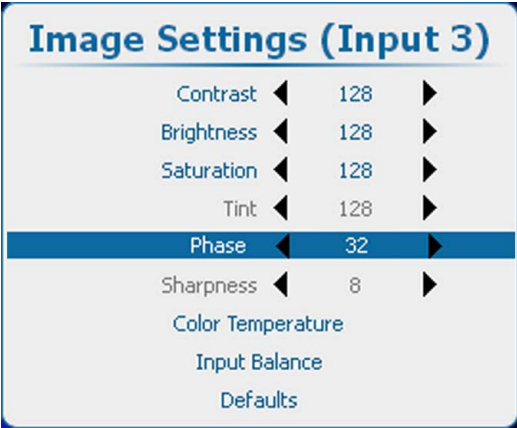 Image Settings (Input 3)
Contrast 128
Brightness 128
Saturation 128
Tint 128
Phase 32
Sharpness 8
Color Temperature
Input Balance
Defaults